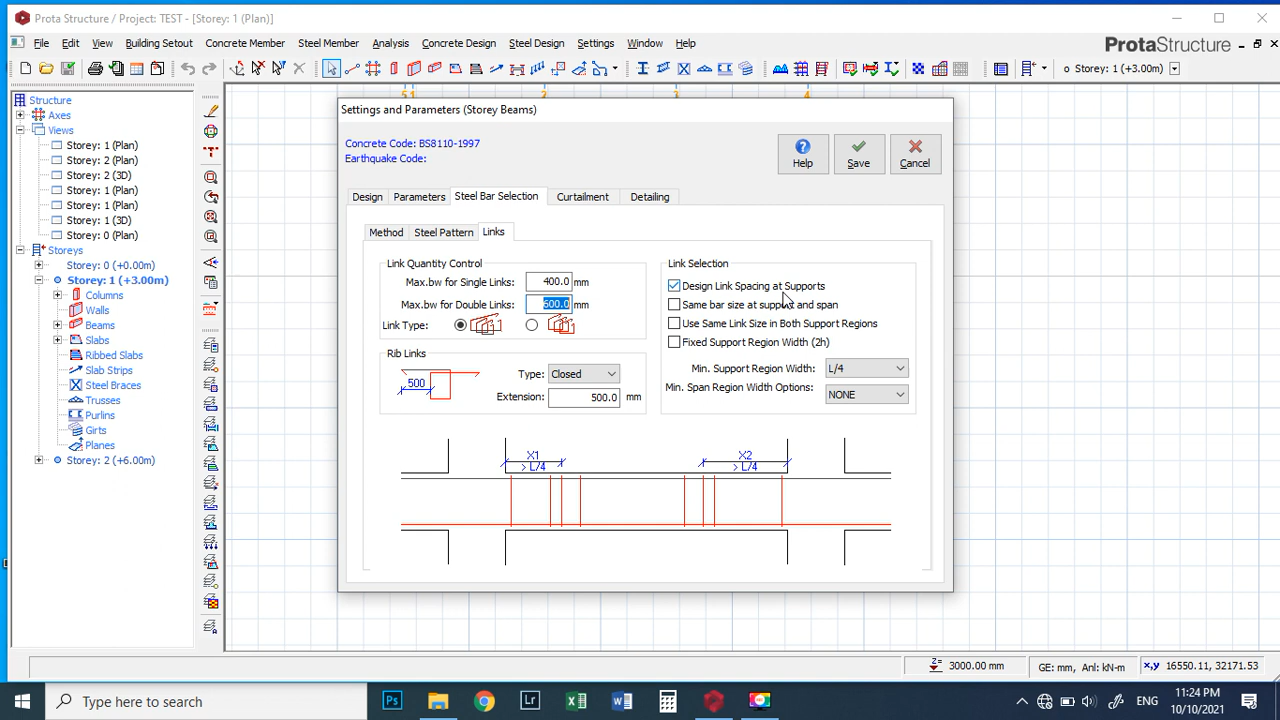 Prota Structure / Project: TEST - [Storey: 1 (Plan)]
File Edit View Building Setout Concrete Member Steel Member Analysis Concrete Design Steel Design Settings Window Help
ProtaStructure
Storey: 1 (+3.00m)
Structure
Axes
Views
Storey: 1 (Plan)
Storey: 2 (Plan)
Storey: 2 (3D)
Storey: 1 (Plan)
Storey: 1 (Plan)
Storey: 1 (3D)
Storey: 0 (Plan)
Storeys
Storey: 0 (+0.00m)
Storey: 1 (+3.00m)
Columns
Walls
Beams
Slabs
Ribbed Slabs
Slab Strips
Steel Braces
Trusses
Purlins
Girts
Planes
Storey: 2 (+6.00m)
Settings and Parameters (Storey Beams)
Concrete Code: BS8110-1997
Earthquake Code:
Help
Save
Cancel
Design Parameters Steel Bar Selection Curtailment Detailing
Method Steel Pattern Links
Link Quantity Control
Max.bw for Single Links: 400.0 mm
Max.bw for Double Links: 600.0 mm
Link Type:
Rib Links
500
Type: Closed
Extension: 500.0 mm
Link Selection
Design Link Spacing at Supports
Same bar size at support and span
Use Same Link Size in Both Support Regions
Fixed Support Region Width (2h)
Min. Support Region Width: L/4
Min. Span Region Width Options: NONE
X1
> L/4
X2
> L/4
Z= 3000.00 mm
GE: mm, Anl: kN-m
x,y 16550.11, 32171.53
Type here to search
Ps
Lr
ENG
11:24 PM
10/10/2021